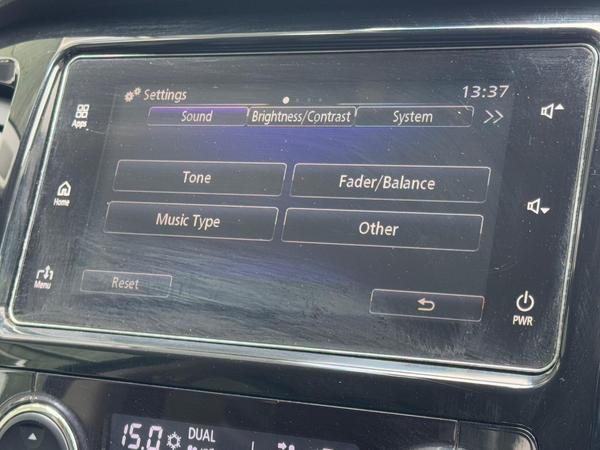 Settings
13:37
Apps
Sound
Brightness/Contrast
System
>>
Home
Tone
Fader/Balance
Music Type
Other
Menu
Reset
PWR
15.0
DUAL